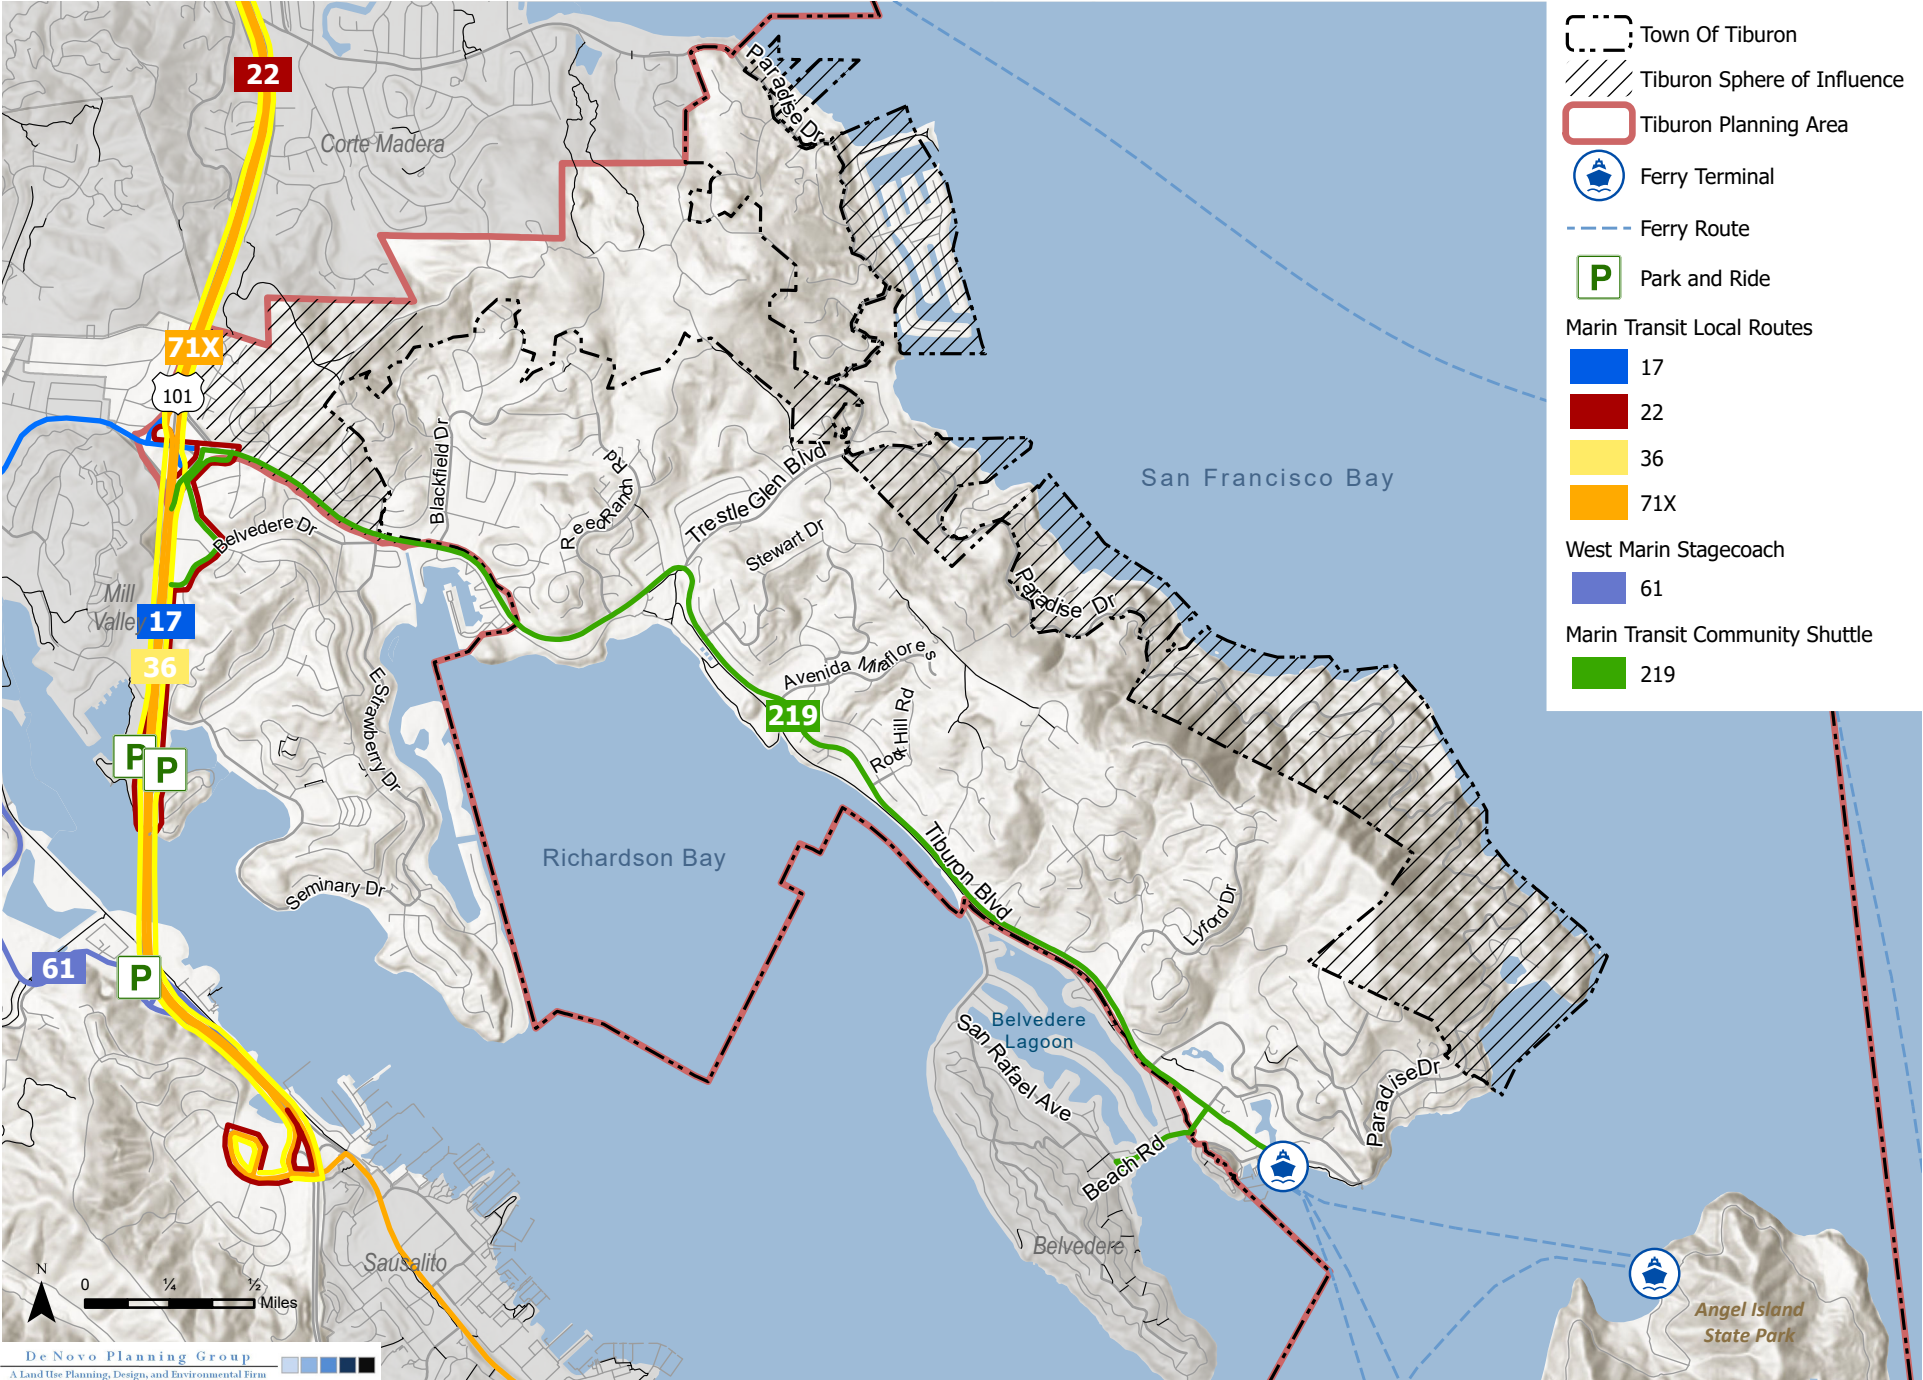 Town Of Tiburon
Tiburon Sphere of Influence
Tiburon Planning Area
Ferry Terminal
Ferry Route
P
Park and Ride
Marin Transit Local Routes
17
22
36
71X
West Marin Stagecoach
61
Marin Transit Community Shuttle
219
22
Corte Madera
Paradise Dr
71X
101
Blackfield Dr
Reed Ranch Rd
Trestle Glen Blvd
San Francisco Bay
Belvedere Dr
Stewart Dr
Paradise Dr
Mill
Valley
17
36
Avenida Miraflores
219
Rock Hill Rd
E Strawberry Dr
P
P
Richardson Bay
Tiburon Blvd
Seminary Dr
Lyford Dr
61
P
Belvedere
Lagoon
San Rafael Ave
Paradise Dr
Beach Rd
Belvedere
Sausalito
Angel Island
State Park
N
0 ¼ ½
Miles
De Novo Planning Group
A Land Use Planning, Design, and Environmental Firm